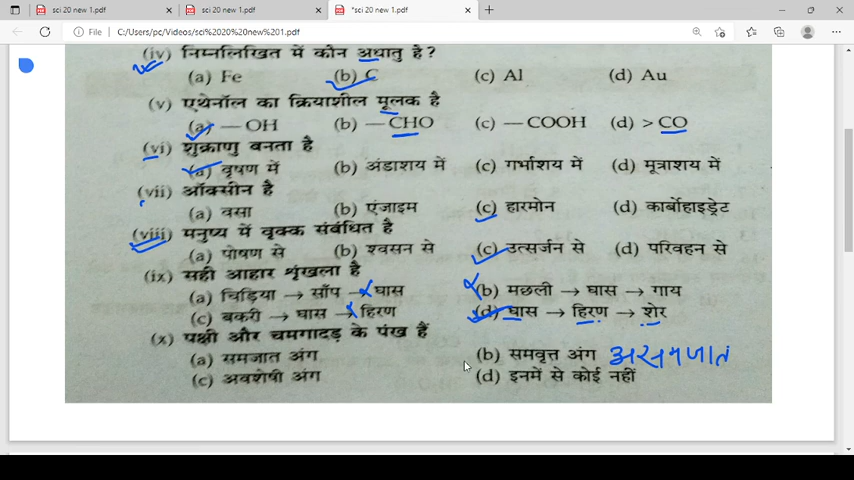 sci 20 new 1.pdf
sci 20 new 1.pdf
*sci 20 new 1.pdf
File C:/Users/pc/Videos/sci%2020%20new%201.pdf
(iv) निम्नलिखित में कौन अधातु है?
(a) Fe (b) C (c) Al (d) Au
(v) एथेनॉल का क्रियाशील मूलक है
(a) — OH (b) — CHO (c) — COOH (d) > CO
(vi) शुक्राणु बनता है
(a) वृषण में (b) अंडाशय में (c) गर्भाशय में (d) मूत्राशय में
(vii) ऑक्सीन है
(a) वसा (b) एंजाइम (c) हारमोन (d) कार्बोहाइड्रेट
(viii) मनुष्य में वृक्क संबंधित है
(a) पोषण से (b) श्वसन से (c) उत्सर्जन से (d) परिवहन से
(ix) सही आहार शृंखला है
(a) चिड़िया → साँप → घास (b) मछली → घास → गाय
(c) बकरी → घास → हिरण (d) घास → हिरण → शेर
(x) पक्षी और चमगादड़ के पंख हैं
(a) समजात अंग (b) समवृत्त अंग असमजात
(c) अवशेषी अंग (d) इनमें से कोई नहीं